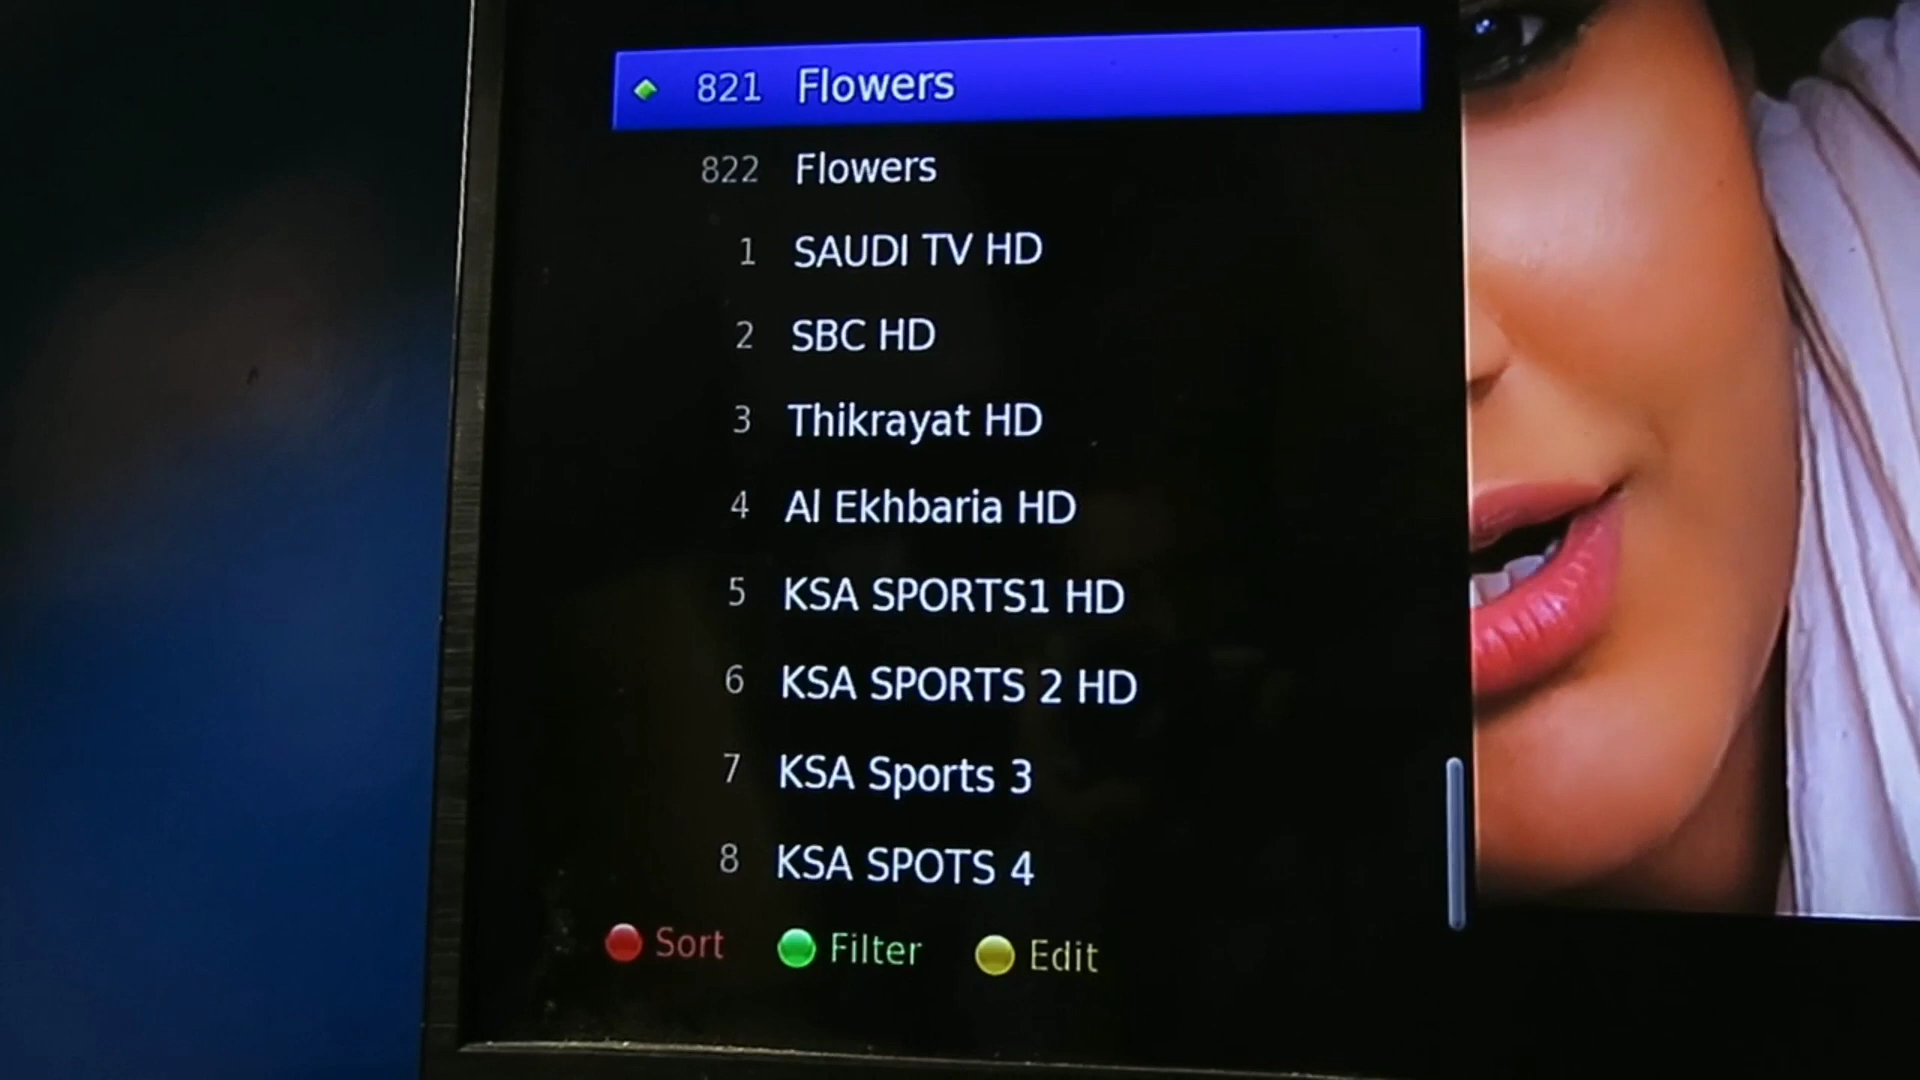 821 Flowers
822 Flowers
1 SAUDI TV HD
2 SBC HD
3 Thikrayat HD
4 Al Ekhbaria HD
5 KSA SPORTS1 HD
6 KSA SPORTS 2 HD
7 KSA Sports 3
8 KSA SPOTS 4
Sort Filter Edit